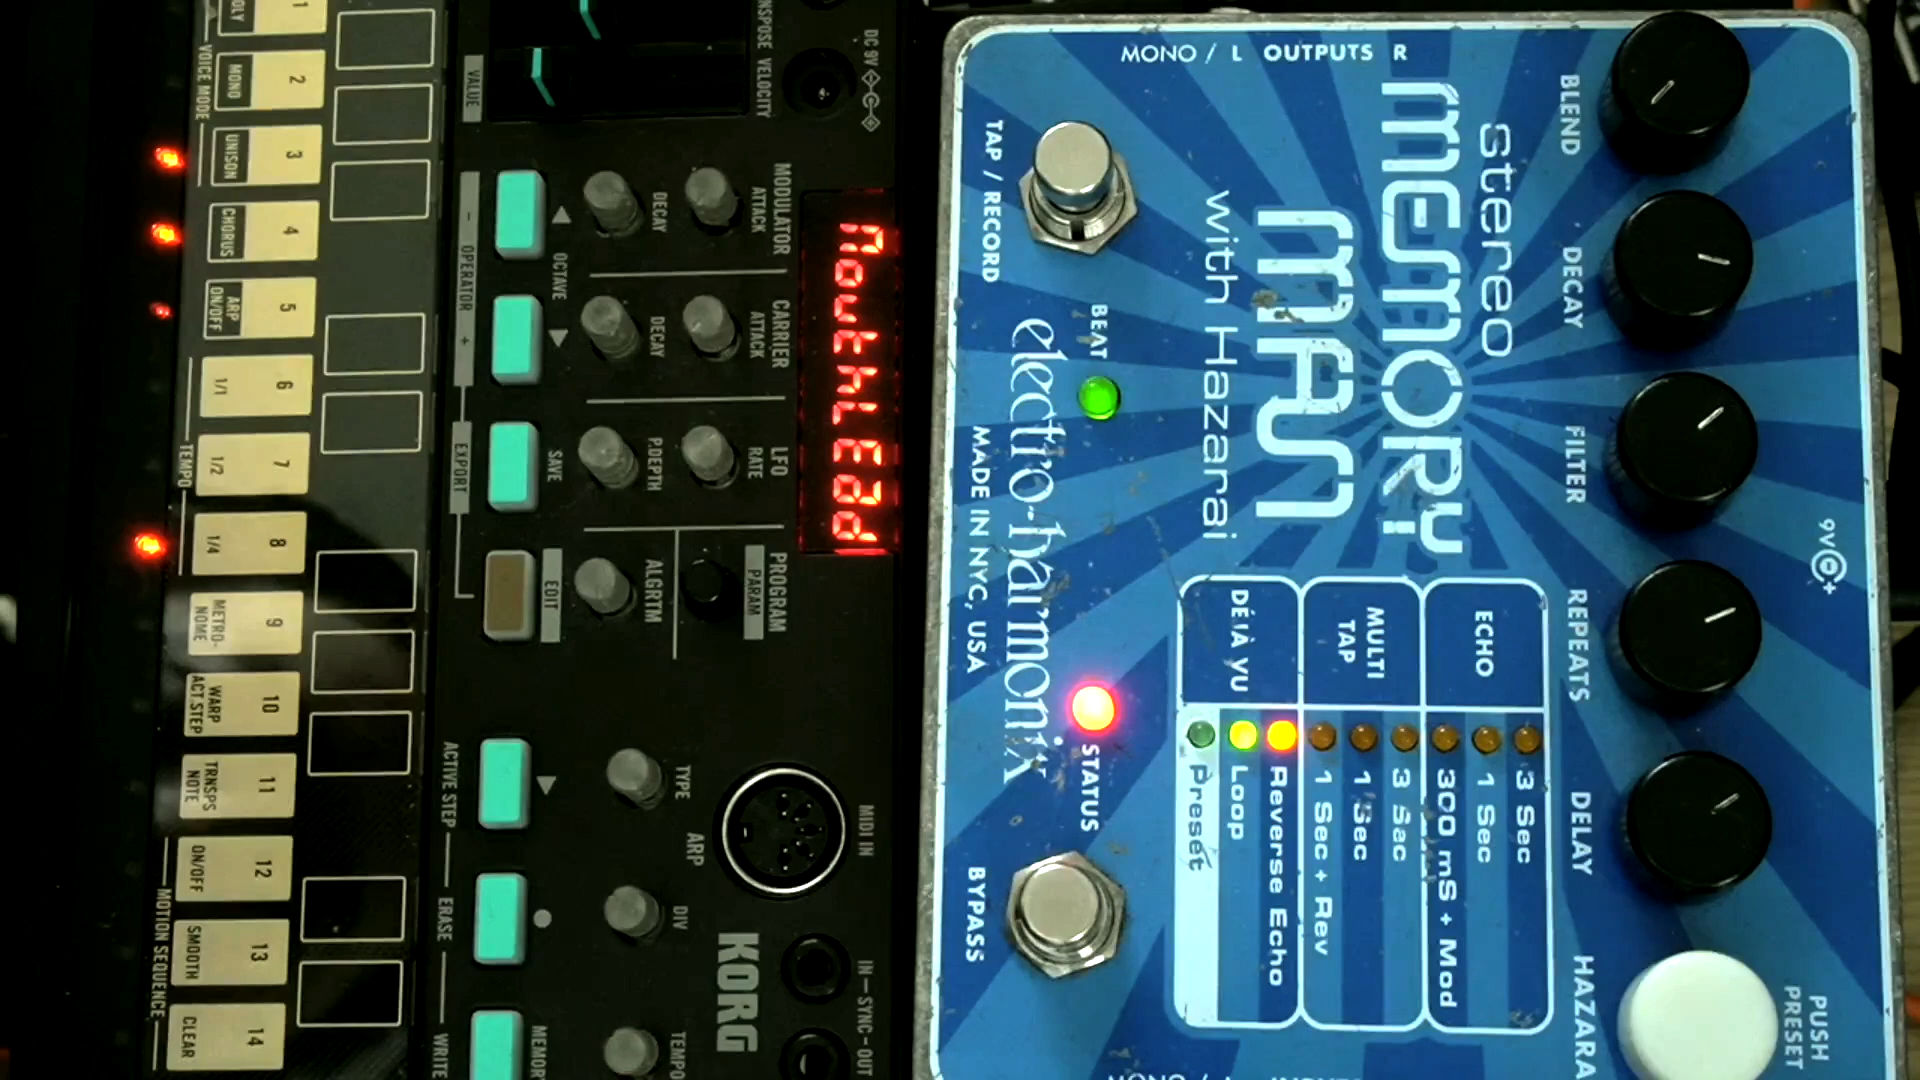 POLY
1
MONO
2
UNISON
3
CHORUS
4
ARP
ON/OFF
5
1/1
6
1/2
7
1/4
8
METRO-
NOME
9
WARP
ACT.STEP
10
TRNSPS
NOTE
11
ON/OFF
12
SMOOTH
13
CLEAR
14
VOICE MODE
TEMPO
MOTION SEQUENCE
VALUE
TRANSPOSE
VELOCITY
DC 9V
MODULATOR
ATTACK
DECAY
CARRIER
ATTACK
DECAY
LFO
RATE
P.DEPTH
ALGRTM
PROGRAM
PARAM
OCTAVE
- OPERATOR +
SAVE
EXPORT
EDIT
MouthLEad
ACTIVE STEP
ERASE
WRITE
MEMORY
TYPE
ARP
DIV
TEMPO
MIDI IN
KORG
IN-SYNC-OUT
MONO / L OUTPUTS R
TAP / RECORD
BEAT
STATUS
BYPASS
stereo
MEMORY
MAN
with Hazarai
electro-harmonix
MADE IN NYC, USA
BLEND
DECAY
FILTER
REPEATS
DELAY
HAZARAI
9V
PUSH
PRESET
ECHO
MULTI
TAP
DÉJÀ VU
3 Sec
1 Sec
300 mS + Mod
3 Sec
1 Sec
1 Sec + Rev
Reverse Echo
Loop
Preset
MONO / L INPUTS